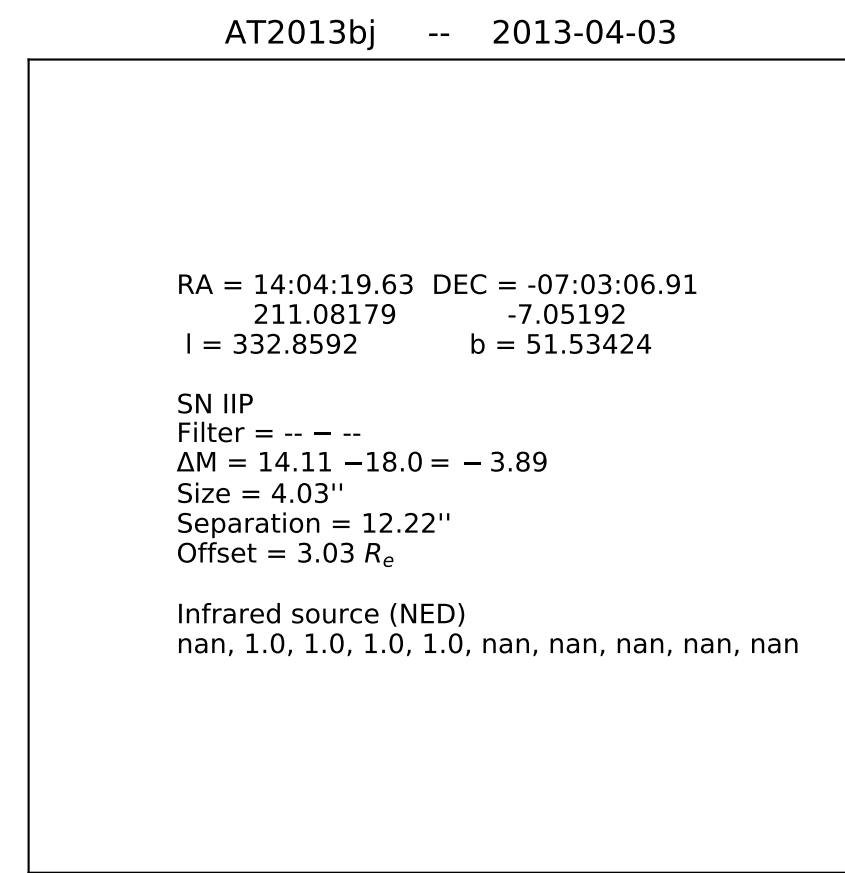 AT2013bj -- 2013-04-03
RA = 14:04:19.63 DEC = -07:03:06.91
211.08179 -7.05192
l = 332.8592 b = 51.53424
SN IIP
Filter = -- − --
ΔM = 14.11 −18.0 = − 3.89
Size = 4.03''
Separation = 12.22''
Offset = 3.03 Rₑ
Infrared source (NED)
nan, 1.0, 1.0, 1.0, 1.0, nan, nan, nan, nan, nan